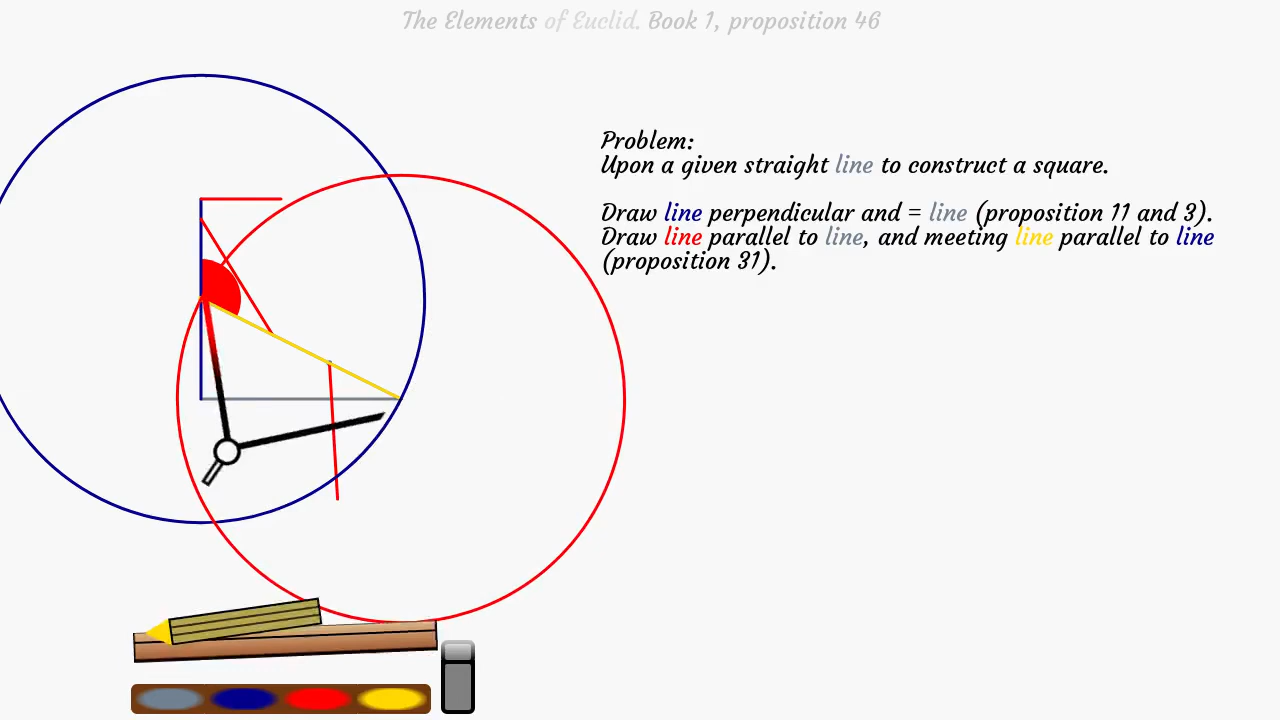 The Elements of Euclid. Book 1, proposition 46
Problem:
Upon a given straight line to construct a square.
Draw line perpendicular and = line (proposition 11 and 3).
Draw line parallel to line, and meeting line parallel to line
(proposition 31).